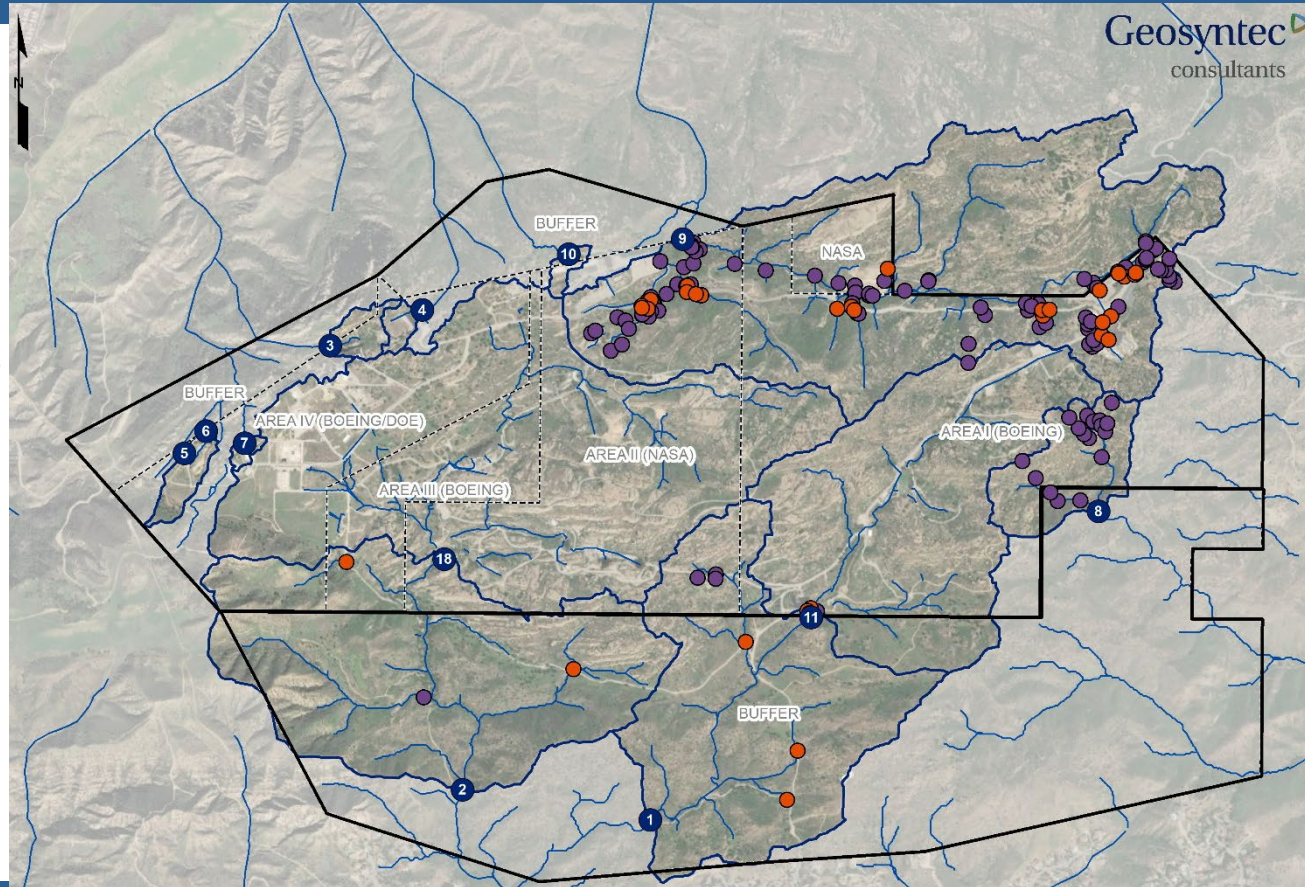 Geosyntec
consultants
N
BUFFER
9
10
NASA
4
3
BUFFER
AREA IV (BOEING/DOE)
6
7
5
AREA I (BOEING)
AREA II (NASA)
AREA III (BOEING)
8
18
11
BUFFER
2
1